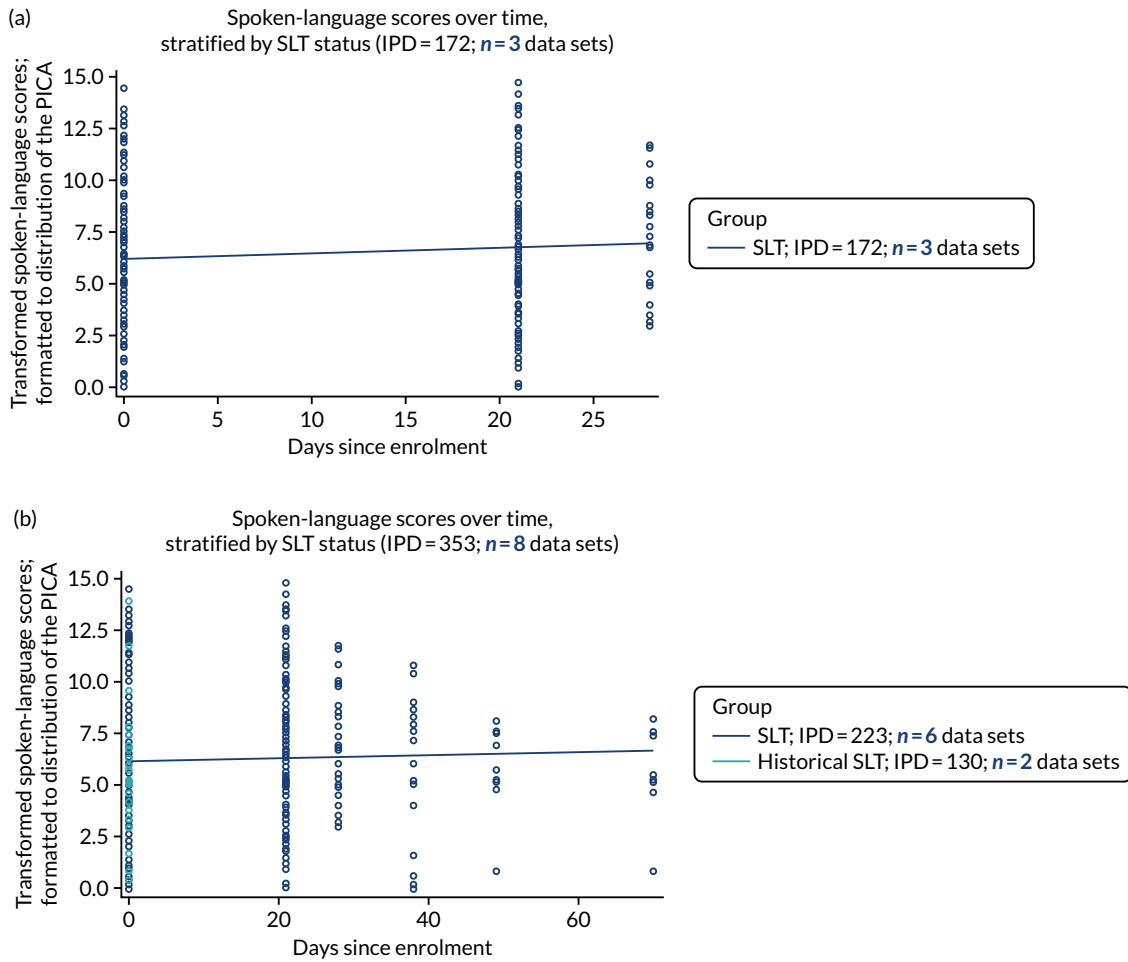 (a)
Spoken-language scores over time,
stratified by SLT status (IPD = 172; n = 3 data sets)
Transformed spoken-language scores;
formatted to distribution of the PICA
15.0
12.5
10.0
7.5
5.0
2.5
0.0
0 5 10 15 20 25
Days since enrolment
Group
SLT; IPD = 172; n = 3 data sets
(b)
Spoken-language scores over time,
stratified by SLT status (IPD = 353; n = 8 data sets)
Transformed spoken-language scores;
formatted to distribution of the PICA
15.0
12.5
10.0
7.5
5.0
2.5
0.0
0 20 40 60
Days since enrolment
Group
SLT; IPD = 223; n = 6 data sets
Historical SLT; IPD = 130; n = 2 data sets